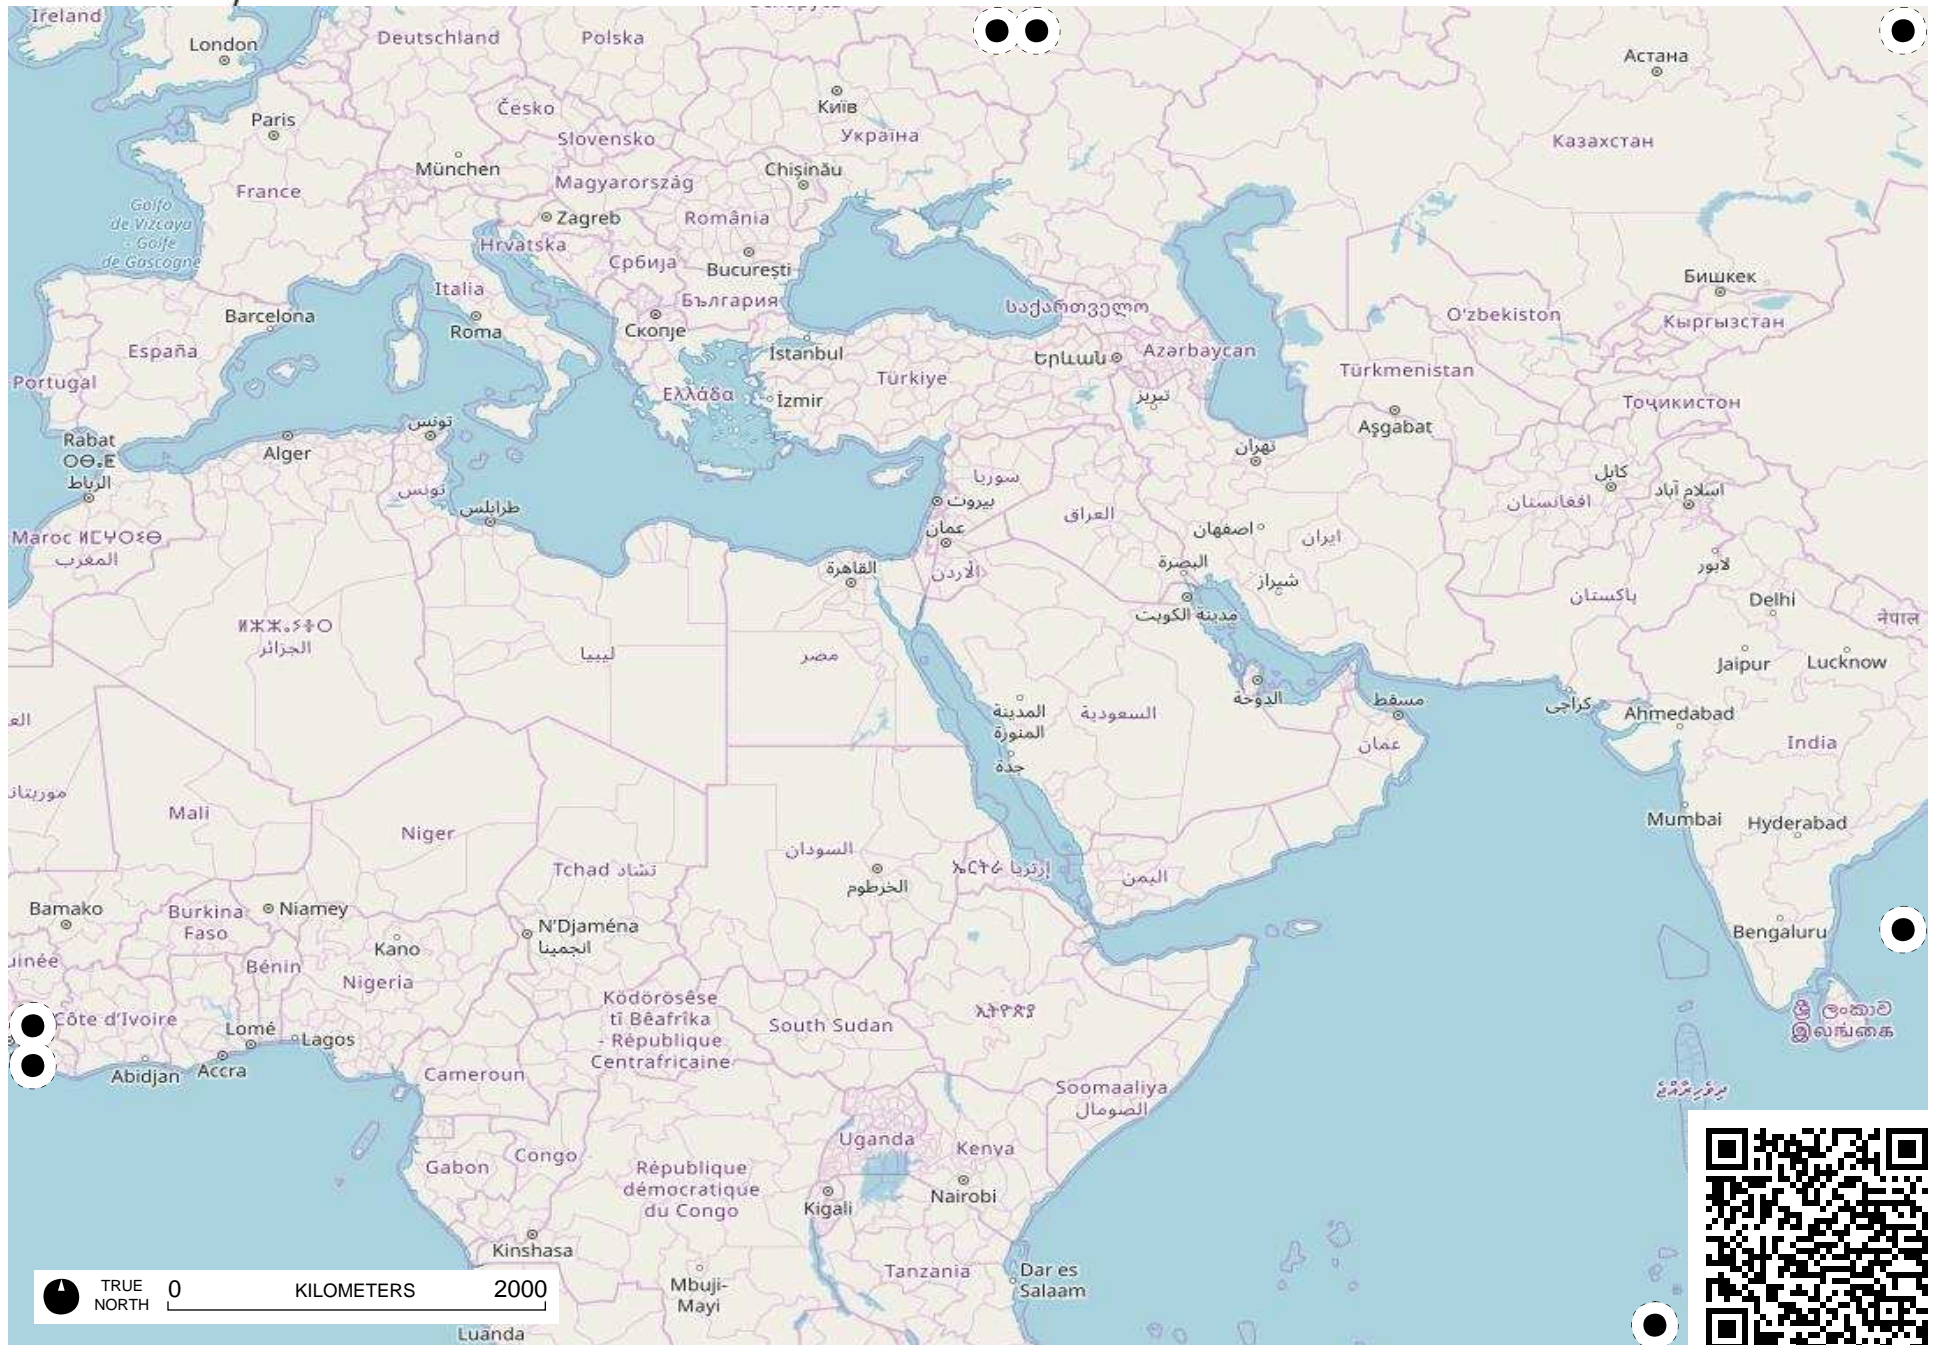 Ireland
London
Deutschland
Polska
Астана
Česko
Київ
Paris
Slovensko
Україна
Казахстан
München
Magyarország
Chișinău
France
Golfo
de Vizcaya
- Golfe
de Gascogne
Zagreb
România
Hrvatska
Србија
București
Бишкек
Italia
България
საქართველო
Barcelona
Roma
Скопје
O'zbekiston
Кыргызстан
España
İstanbul
Երևան
Azərbaycan
Portugal
Türkiye
Türkmenistan
Ελλάδα
İzmir
تبریز
Тоҷикистон
تونس
Aşgabat
Rabat
ⵔⴱⴰⵟ
الرباط
Alger
تهران
کابل
سوريا
تونس
اسلام آباد
بيروت
افغانستان
طرابلس
العراق
عمان
اصفهان
ایران
Maroc ⵍⵎⵖⵔⵉⴱ
المغرب
القاهرة
الأردن
البصرة
شیراز
لاہور
پاکستان
Delhi
مدينة الكويت
नेपाल
ⵍⵣⵣⴰⵢⵔ
الجزائر
ليبيا
مصر
Jaipur
Lucknow
الدوحة
مسقط
کراچی
المدينة
المنورة
السعودية
Ahmedabad
عمان
India
جدة
Mali
Niger
Mumbai
Hyderabad
السودان
Tchad تشاد
ኤርትራ إرتريا
اليمن
الخرطوم
Bamako
Burkina
Faso
Niamey
N'Djaména
انجمينا
Kano
Bengaluru
Bénin
Nigeria
Ködörösêse
tî Bêafrîka
- République
Centrafricaine
South Sudan
ኢትዮጵያ
ශ්‍රී ලංකාව
இலங்கை
Côte d'Ivoire
Lomé
Lagos
Abidjan
Accra
Cameroun
Soomaaliya
الصومال
ދިވެހިރާއްޖެ
Uganda
Kenya
Gabon
Congo
République
démocratique
du Congo
Kigali
Nairobi
Kinshasa
Tanzania
Dar es
Salaam
Mbuji-
Mayi
TRUE
NORTH
0 KILOMETERS 2000
Luanda